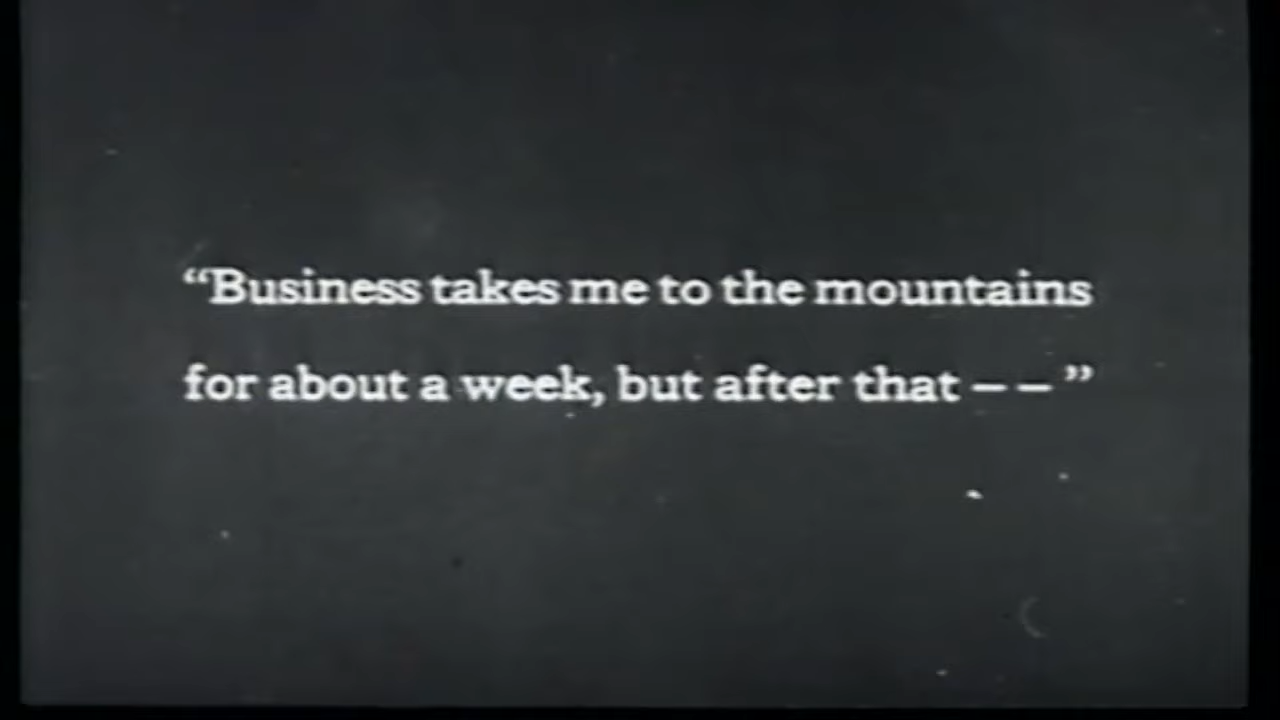 “Business takes me to the mountains
for about a week, but after that – – ”